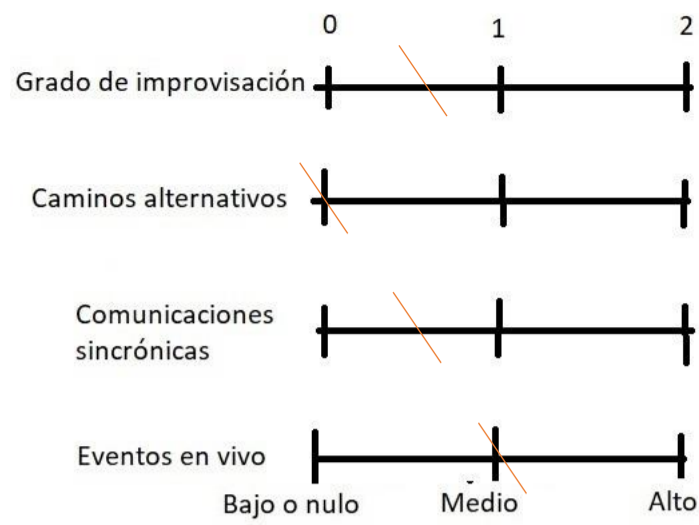 0 1 2
Grado de improvisación
Caminos alternativos
Comunicaciones
sincrónicas
Eventos en vivo
Bajo o nulo Medio Alto